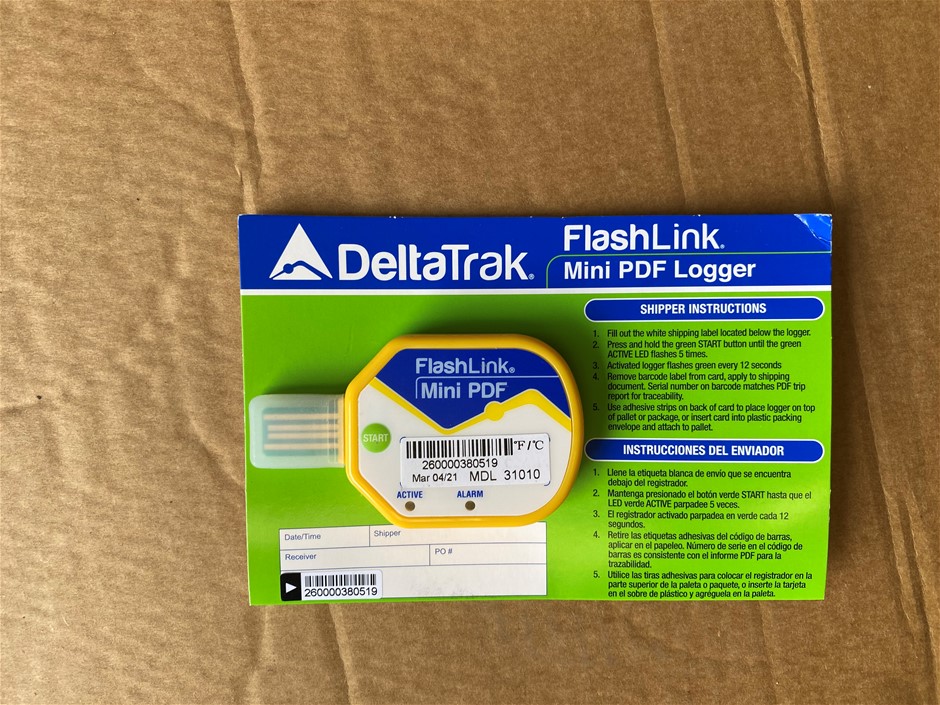 DeltaTrak®
FlashLink®
Mini PDF Logger
SHIPPER INSTRUCTIONS
1. Fill out the white shipping label located below the logger.
2. Press and hold the green START button until the green
ACTIVE LED flashes 5 times.
3. Activated logger flashes green every 12 seconds
4. Remove barcode label from card, apply to shipping
document. Serial number on barcode matches PDF trip
report for traceability.
5. Use adhesive strips on back of card to place logger on top
of pallet or package, or insert card into plastic packing
envelope and attach to pallet.
INSTRUCCIONES DEL ENVIADOR
1. Llene la etiqueta blanca de envío que se encuentra
debajo del registrador.
2. Mantenga presionado el botón verde START hasta que el
LED verde ACTIVE parpadee 5 veces.
3. El registrador activado parpadea en verde cada 12
segundos.
4. Retire las etiquetas adhesivas del código de barras,
aplicar en el papeleo. Número de serie en el código de
barras es consistente con el informe PDF para la
trazabilidad.
5. Utilice las tiras adhesivas para colocar el registrador en la
parte superior de la paleta o paquete, o inserte la tarjeta
en el sobre de plástico y agréguela en la paleta.
FlashLink®
Mini PDF
START
°F/°C
260000380519
Mar 04/21 MDL 31010
ACTIVE ALARM
Date/Time Shipper
Receiver PO #
260000380519